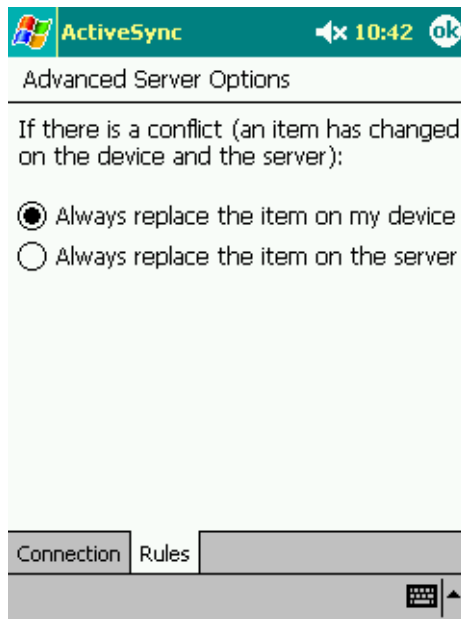 ActiveSync 10:42 ok
Advanced Server Options
If there is a conflict (an item has changed
on the device and the server):
Always replace the item on my device
Always replace the item on the server
Connection Rules